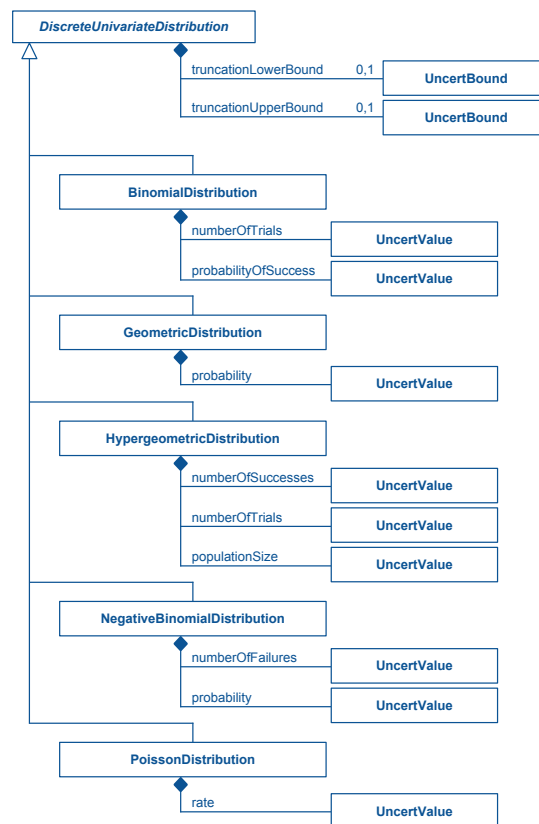 DiscreteUnivariateDistribution
truncationLowerBound 0,1 UncertBound
truncationUpperBound 0,1 UncertBound
BinomialDistribution
numberOfTrials UncertValue
probabilityOfSuccess UncertValue
GeometricDistribution
probability UncertValue
HypergeometricDistribution
numberOfSuccesses UncertValue
numberOfTrials UncertValue
populationSize UncertValue
NegativeBinomialDistribution
numberOfFailures UncertValue
probability UncertValue
PoissonDistribution
rate UncertValue